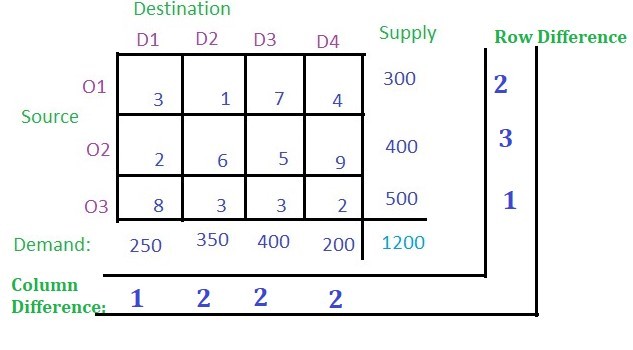 Destination
D1 D2 D3 D4 Supply Row Difference
O1 3 1 7 4 300 2
Source
O2 2 6 5 9 400 3
O3 8 3 3 2 500 1
Demand: 250 350 400 200 1200
Column
Difference: 1 2 2 2